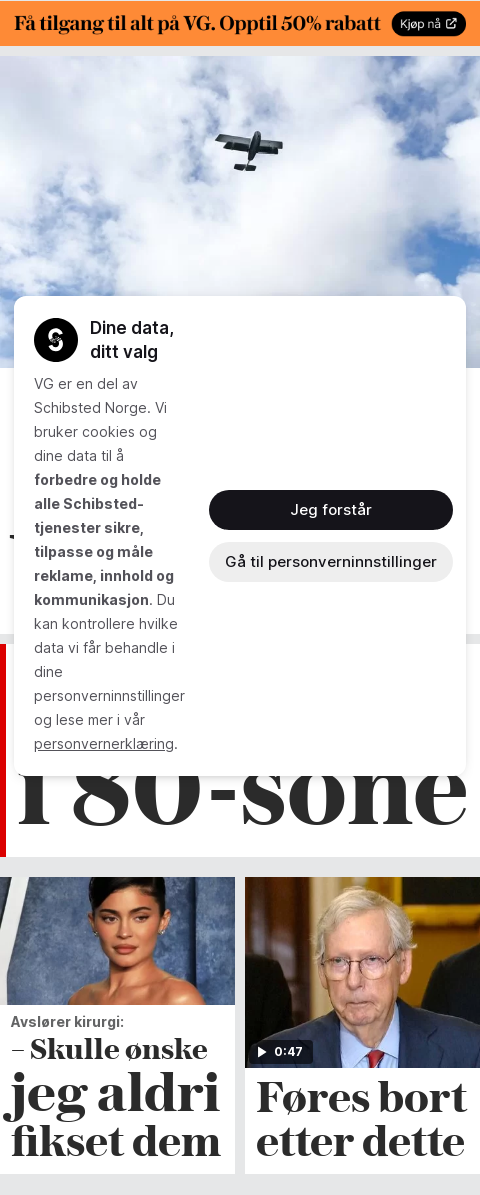 Få tilgang til alt på VG. Opptil 50% rabatt
Kjøp nå
Dine data,
ditt valg
VG er en del av
Schibsted Norge. Vi
bruker cookies og
dine data til å
forbedre og holde
alle Schibsted-
tjenester sikre,
tilpasse og måle
reklame, innhold og
kommunikasjon. Du
kan kontrollere hvilke
data vi får behandle i
dine
personverninnstillinger
og lese mer i vår
personvernerklæring.
Jeg forstår
Gå til personverninnstillinger
i 80-sone
Avslører kirurgi:
– Skulle ønske
jeg aldri
fikset dem
0:47
Føres bort
etter dette